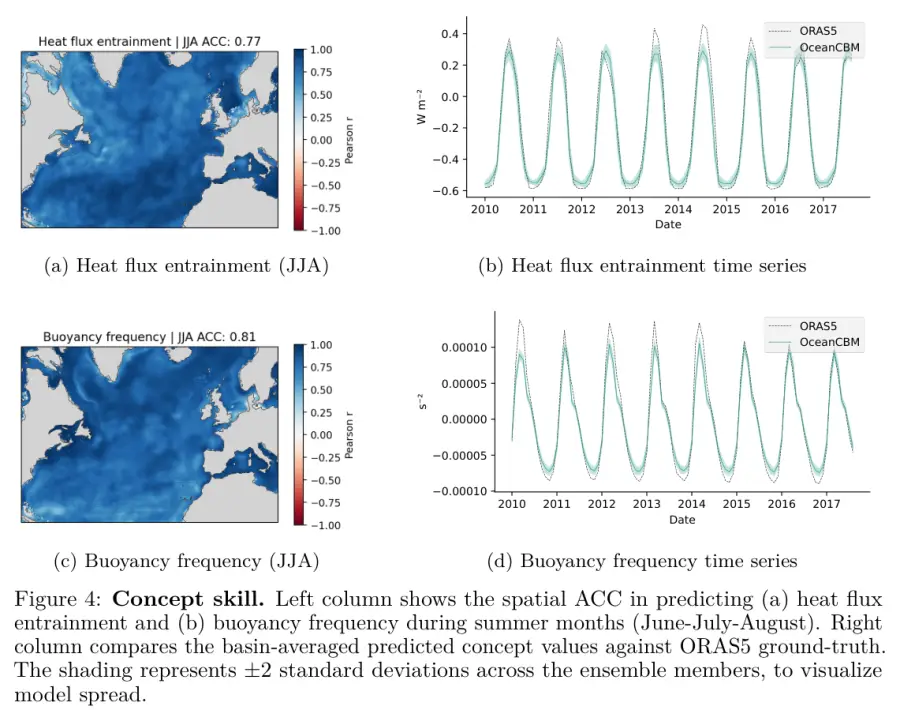 Heat flux entrainment | JJA ACC: 0.77
1.00
0.75
0.50
0.25
0.00
−0.25
−0.50
−0.75
−1.00
Pearson r
(a) Heat flux entrainment (JJA)
0.4
0.2
0.0
−0.2
−0.4
−0.6
W m⁻²
ORAS5
OceanCBM
2010 2011 2012 2013 2014 2015 2016 2017
Date
(b) Heat flux entrainment time series
Buoyancy frequency | JJA ACC: 0.81
1.00
0.75
0.50
0.25
0.00
−0.25
−0.50
−0.75
−1.00
Pearson r
(c) Buoyancy frequency (JJA)
0.00010
0.00005
0.00000
−0.00005
−0.00010
s⁻²
ORAS5
OceanCBM
2010 2011 2012 2013 2014 2015 2016 2017
Date
(d) Buoyancy frequency time series
Figure 4: Concept skill. Left column shows the spatial ACC in predicting (a) heat flux
entrainment and (b) buoyancy frequency during summer months (June-July-August). Right
column compares the basin-averaged predicted concept values against ORAS5 ground-truth.
The shading represents ±2 standard deviations across the ensemble members, to visualize
model spread.